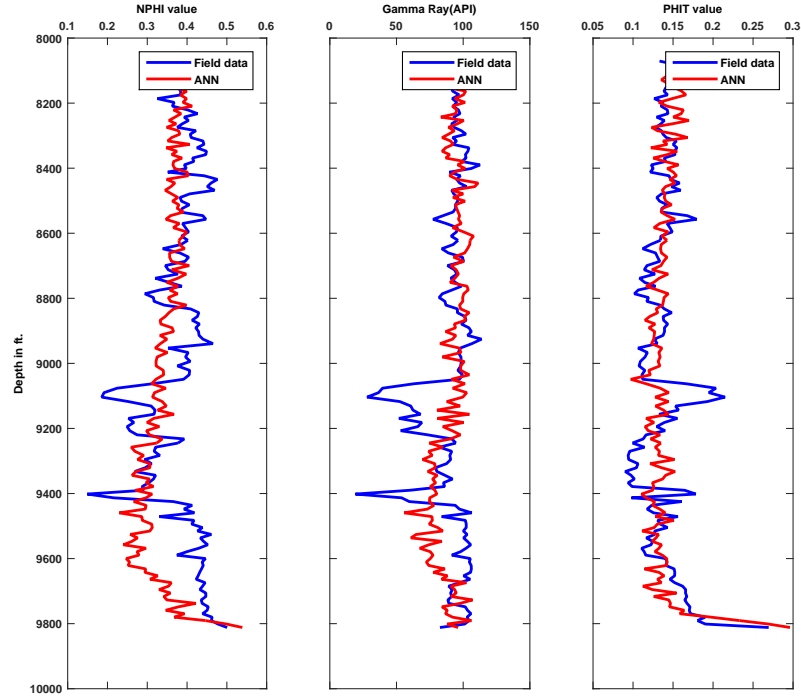 NPHI value
Gamma Ray(API)
PHIT value
0.1 0.2 0.3 0.4 0.5 0.6
0 50 100 150
0.05 0.1 0.15 0.2 0.25 0.3
Field data
ANN
Field data
ANN
Field data
ANN
Depth in ft.
8000
8200
8400
8600
8800
9000
9200
9400
9600
9800
10000